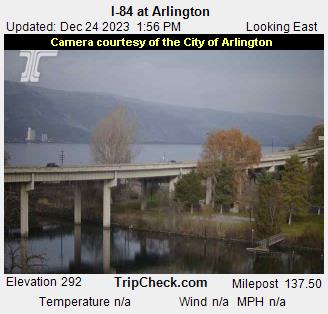 I-84 at Arlington
Updated: Dec 24 2023 1:56 PM Looking East
Camera courtesy of the City of Arlington
Elevation 292 TripCheck.com Milepost 137.50
Temperature n/a Wind n/a MPH n/a